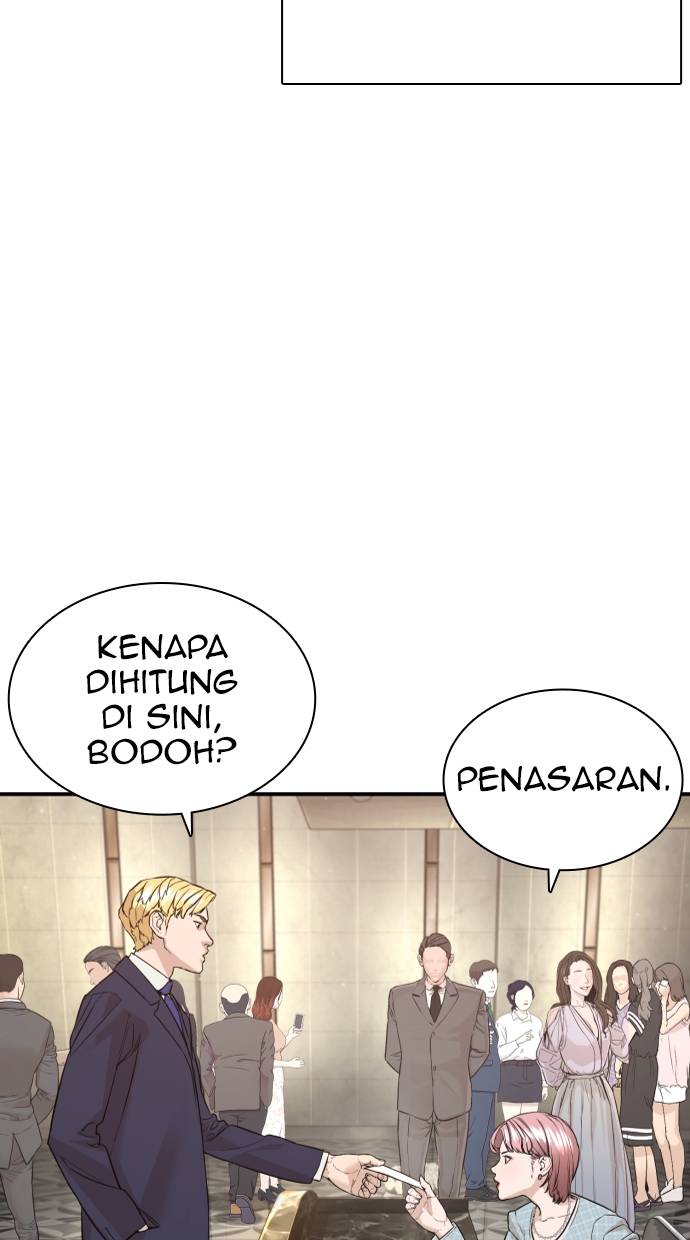 KENAPA
DIHITUNG
DI SINI,
BODOH?
PENASARAN.